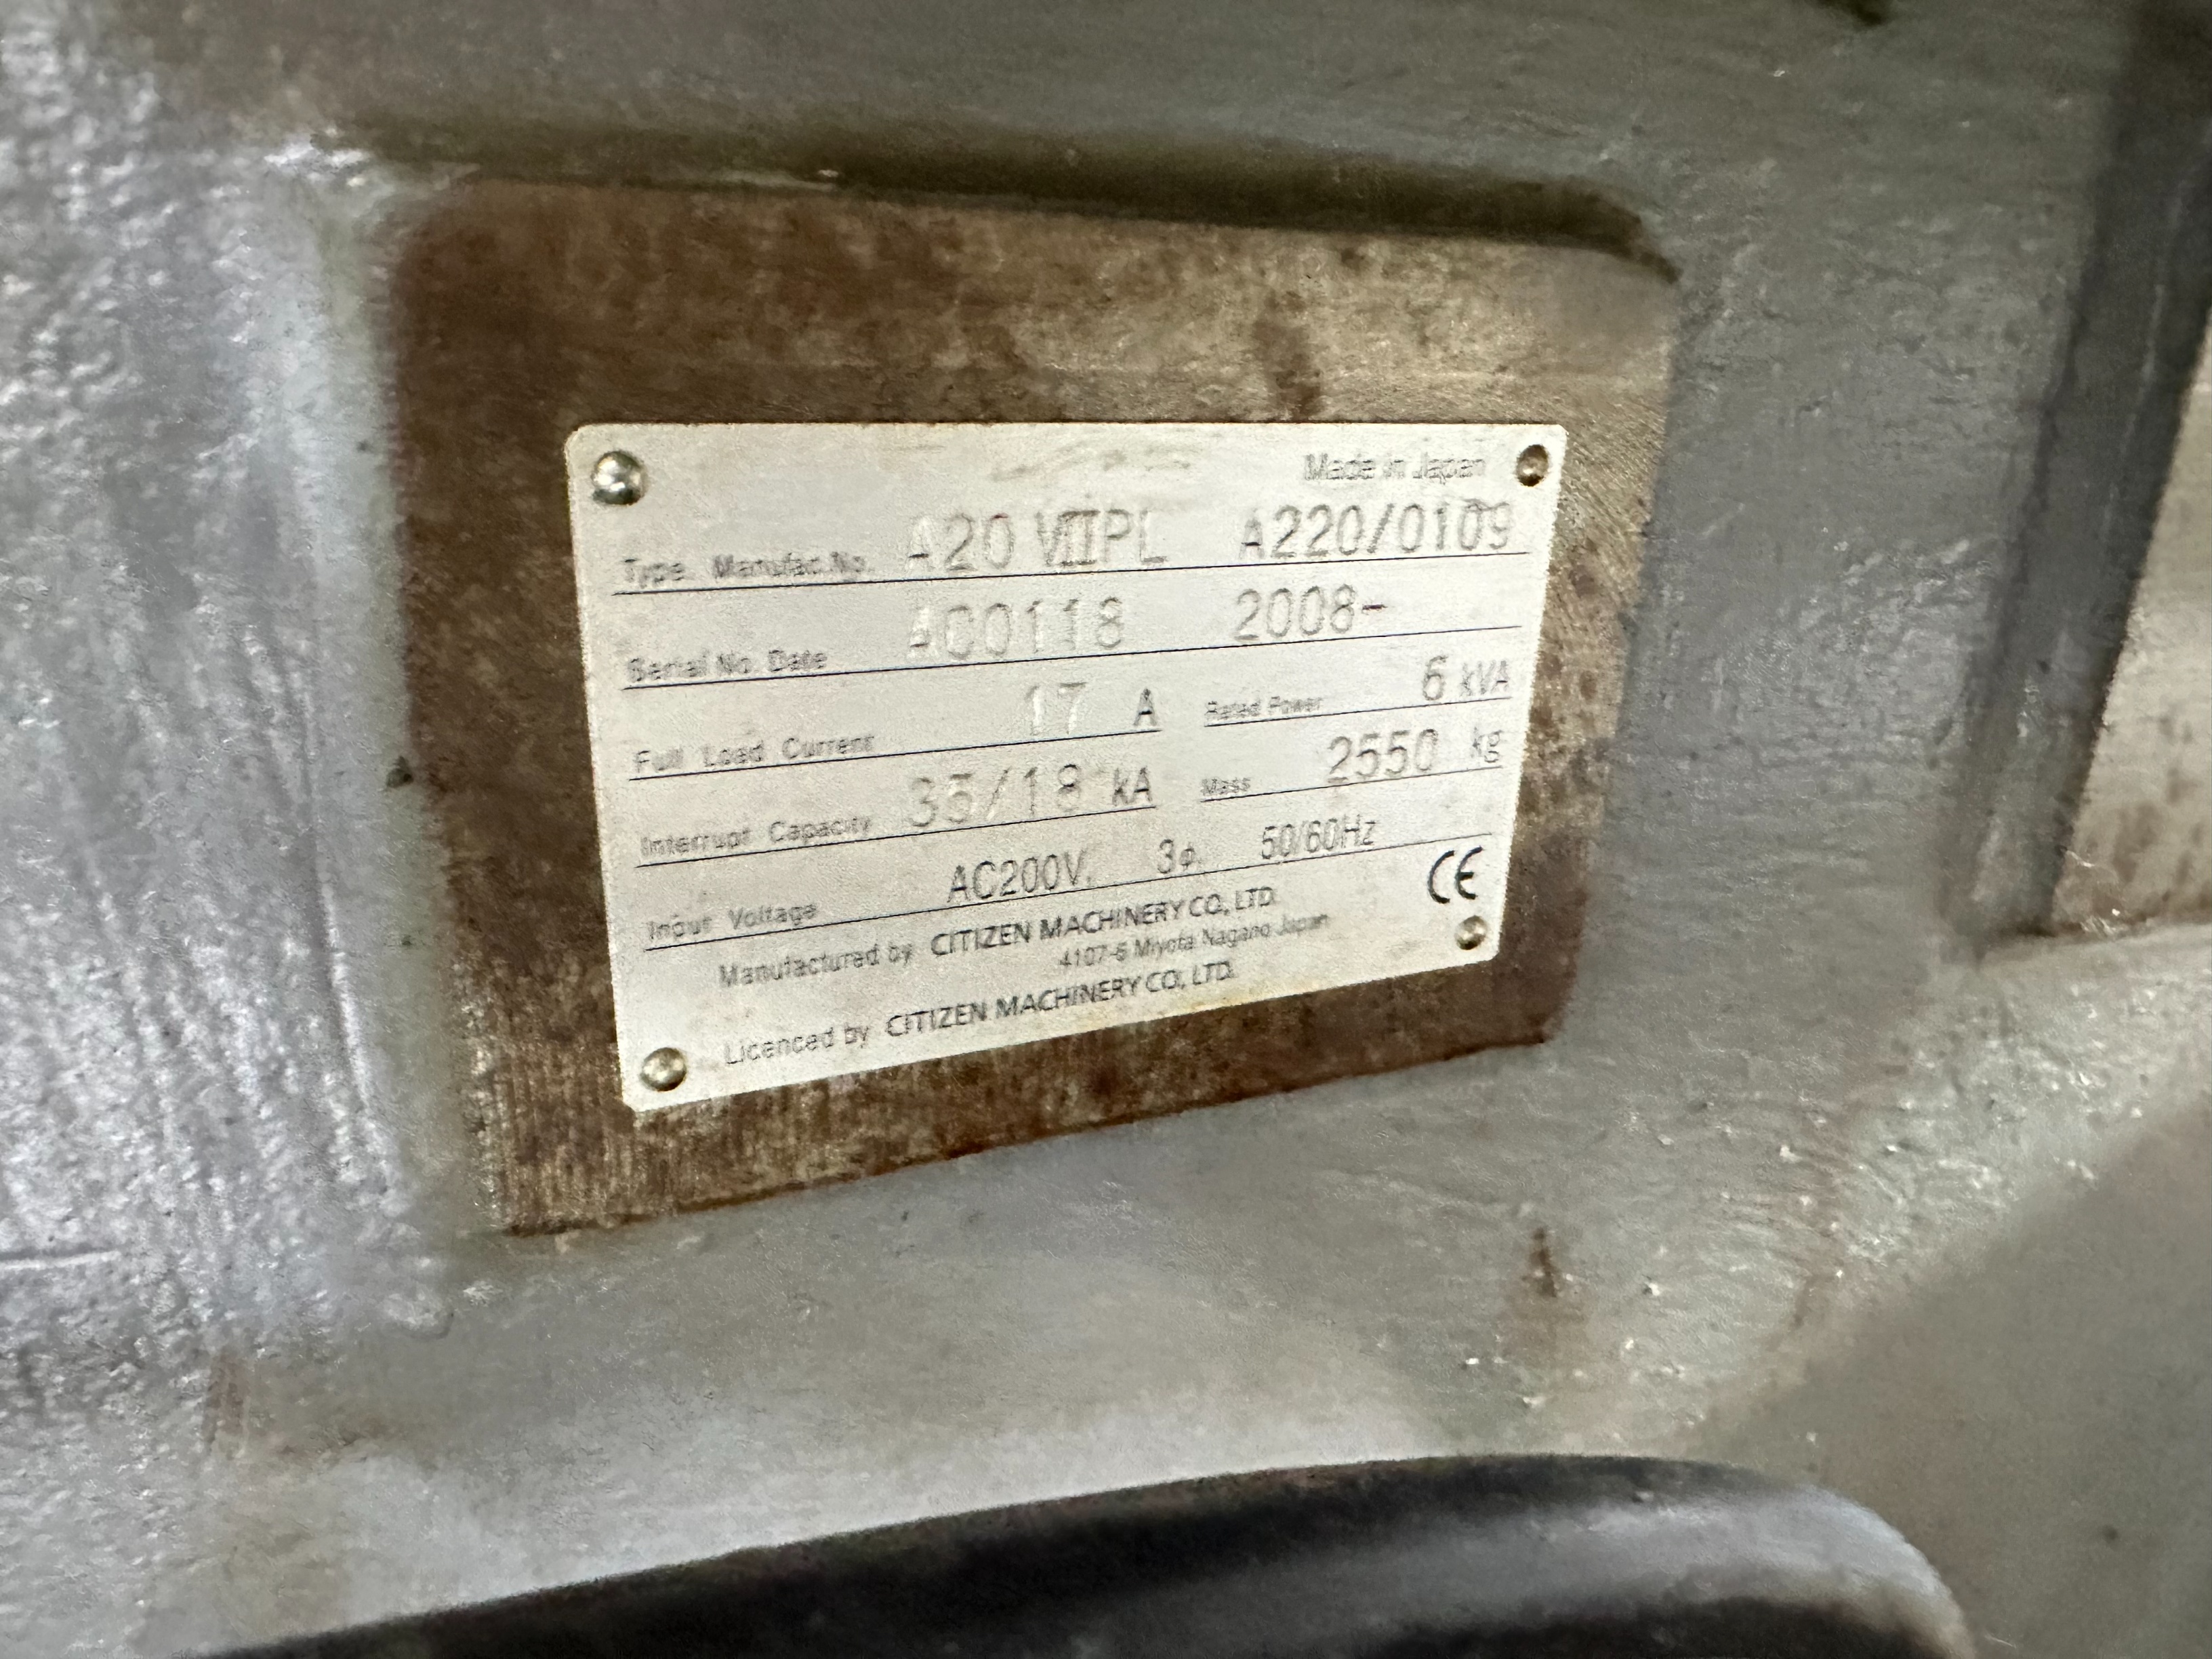 Made in Japan
Type. Manufac.No. A20 VIIPL A220/0109
Serial No. Date 4C0118 2008-
Full Load Current 17 A Rated Power 6 kVA
Interrupt Capacity 35/18 kA Mass 2550 kg
Input Voltage AC200V. 3φ. 50/60Hz
CE
Manufactured by CITIZEN MACHINERY CO., LTD.
4107-6 Miyota Nagano Japan
Licenced by CITIZEN MACHINERY CO., LTD.